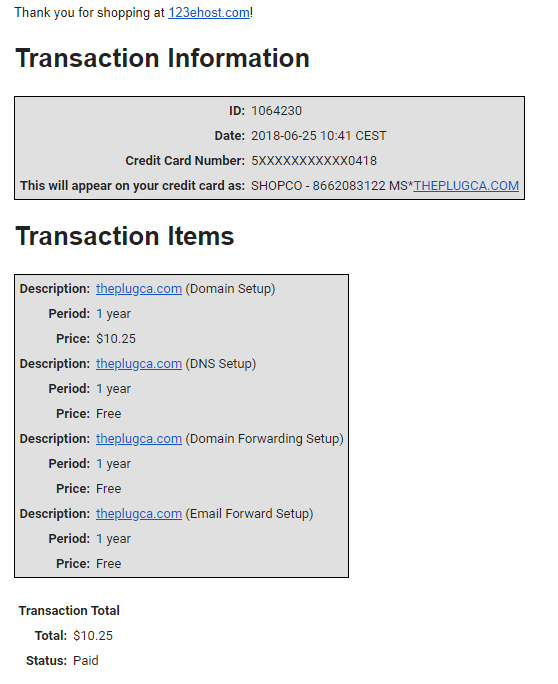 Thank you for shopping at 123ehost.com!
Transaction Information
ID: 1064230
Date: 2018-06-25 10:41 CEST
Credit Card Number: 5XXXXXXXXXXX0418
This will appear on your credit card as: SHOPCO - 8662083122 MS*THEPLUGCA.COM
Transaction Items
Description: theplugca.com (Domain Setup)
Period: 1 year
Price: $10.25
Description: theplugca.com (DNS Setup)
Period: 1 year
Price: Free
Description: theplugca.com (Domain Forwarding Setup)
Period: 1 year
Price: Free
Description: theplugca.com (Email Forward Setup)
Period: 1 year
Price: Free
Transaction Total
Total: $10.25
Status: Paid